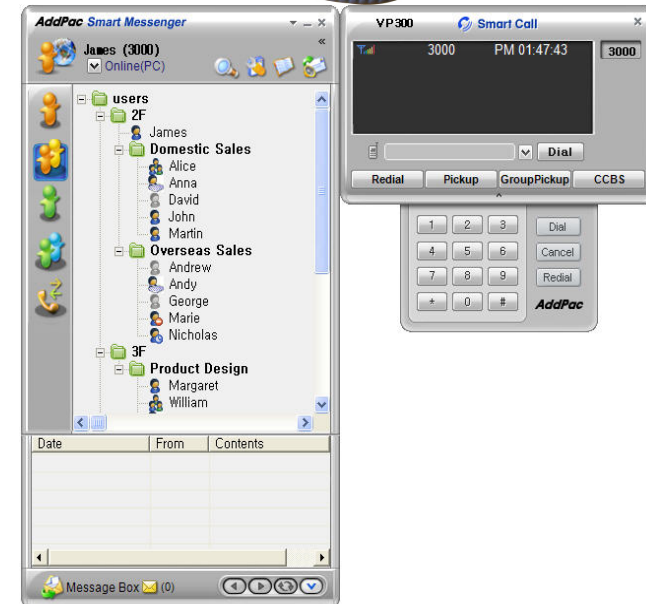 AddPac Smart Messenger
James (3000)
Online(PC)
users
2F
James
Domestic Sales
Alice
Anna
David
John
Martin
Overseas Sales
Andrew
Andy
George
Marie
Nicholas
3F
Product Design
Margaret
William
Date From Contents
Message Box (0)
VP300 Smart Call
3000 PM 01:47:43 3000
Dial
Redial Pickup GroupPickup CCBS
1 2 3 Dial
4 5 6 Cancel
7 8 9 Redial
* 0 # AddPac